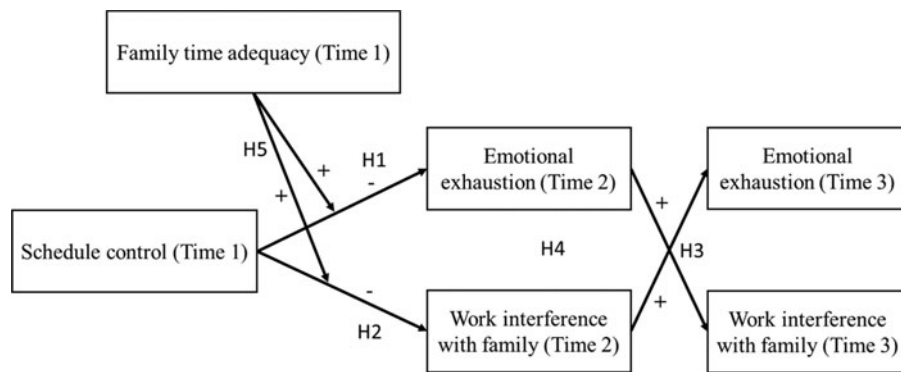 Family time adequacy (Time 1)
H5
+
+
H1
-
Emotional
exhaustion (Time 2)
Emotional
exhaustion (Time 3)
Schedule control (Time 1)
+
H4
H3
+
-
H2
Work interference
with family (Time 2)
Work interference
with family (Time 3)